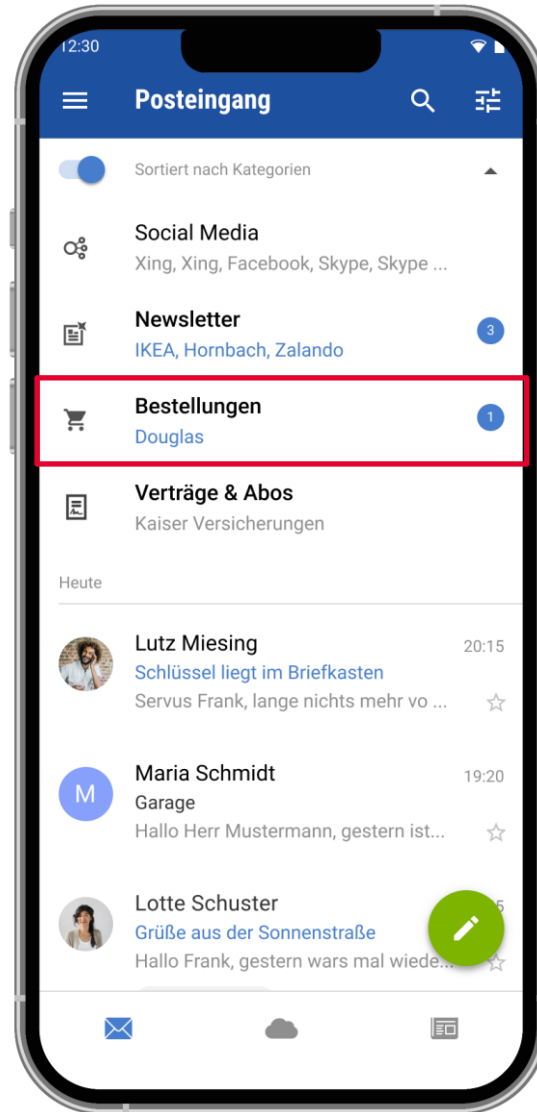 12:30
Posteingang
Sortiert nach Kategorien
Social Media
Xing, Xing, Facebook, Skype, Skype ...
Newsletter
3
IKEA, Hornbach, Zalando
Bestellungen
1
Douglas
Verträge & Abos
Kaiser Versicherungen
Heute
Lutz Miesing 20:15
Schlüssel liegt im Briefkasten
Servus Frank, lange nichts mehr vo ...
Maria Schmidt 19:20
M
Garage
Hallo Herr Mustermann, gestern ist...
Lotte Schuster
Grüße aus der Sonnenstraße
Hallo Frank, gestern wars mal wiede...